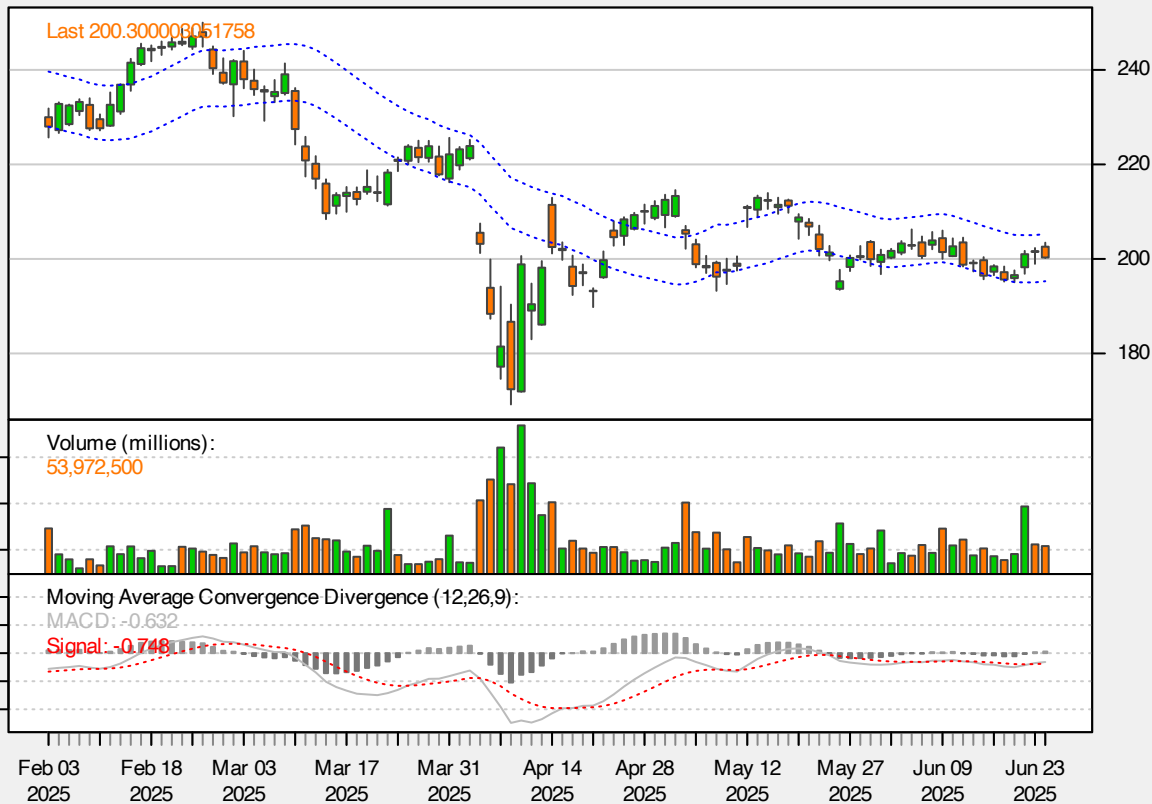 Last 200.300003051758
240
220
200
180
Volume (millions):
53,972,500
Moving Average Convergence Divergence (12,26,9):
MACD: -0.632
Signal: -0.748
Feb 03 Feb 18 Mar 03 Mar 17 Mar 31 Apr 14 Apr 28 May 12 May 27 Jun 09 Jun 23
2025 2025 2025 2025 2025 2025 2025 2025 2025 2025 2025